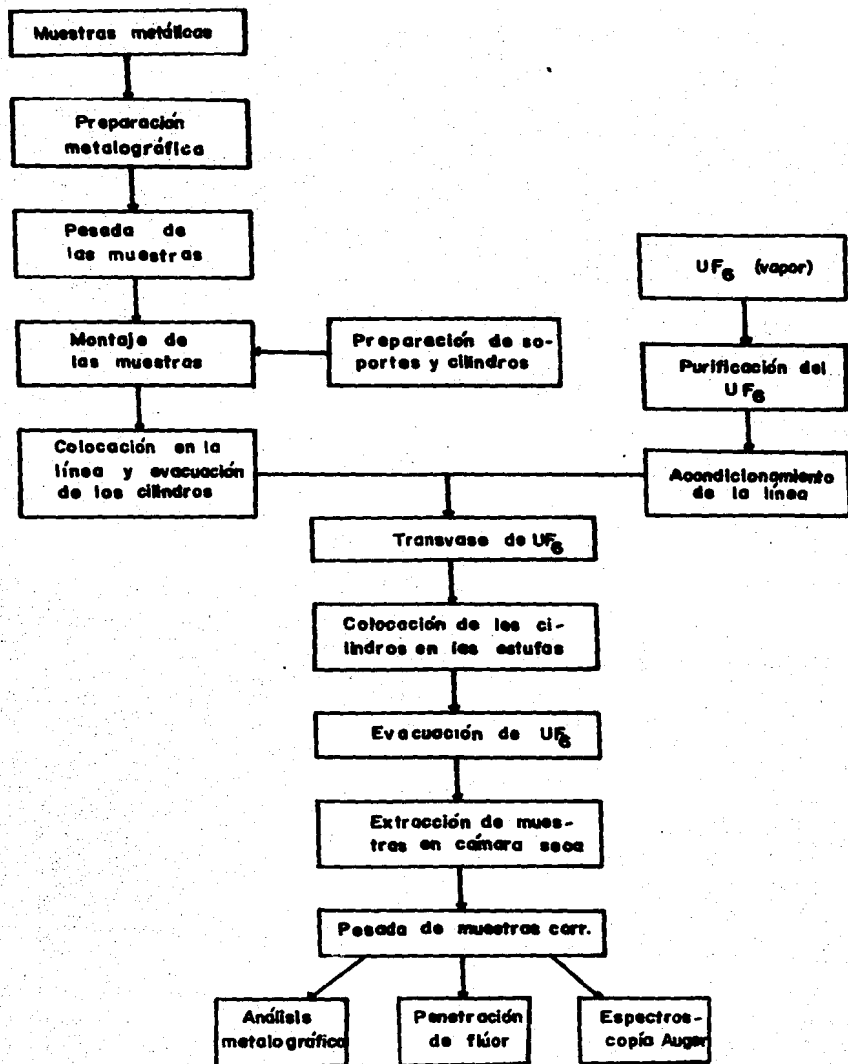 Muestras metálicas
Preparación
metalográfica
Pesada de
las muestras
UF6 (vapor)
Montaje de
las muestras
Preparación de so-
portes y cilindros
Purificación del
UF6
Colocación en la
línea y evacuación
de los cilindros
Acondicionamiento
de la línea
Transvase de UF6
Colocación de los ci-
lindros en las estufas
Evacuación de UF6
Extracción de mues-
tras en cámara seca
Pesada de muestras corr.
Análisis
metalográfico
Penetración
de flúor
Espectros-
copía Auger